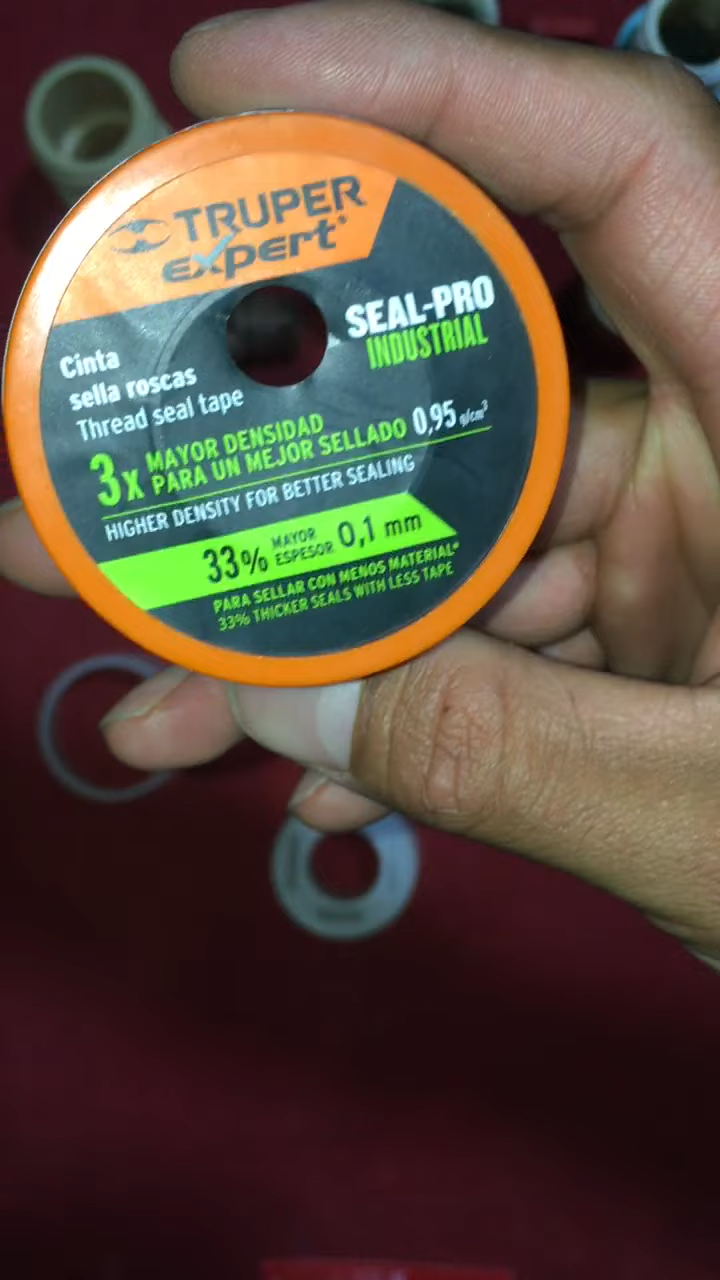 TRUPER
expert®
SEAL-PRO
INDUSTRIAL
Cinta
sella roscas
Thread seal tape
3x MAYOR DENSIDAD
PARA UN MEJOR SELLADO 0,95 g/cm³
HIGHER DENSITY FOR BETTER SEALING
33% MAYOR
ESPESOR 0,1 mm
PARA SELLAR CON MENOS MATERIAL*
33% THICKER SEALS WITH LESS TAPE